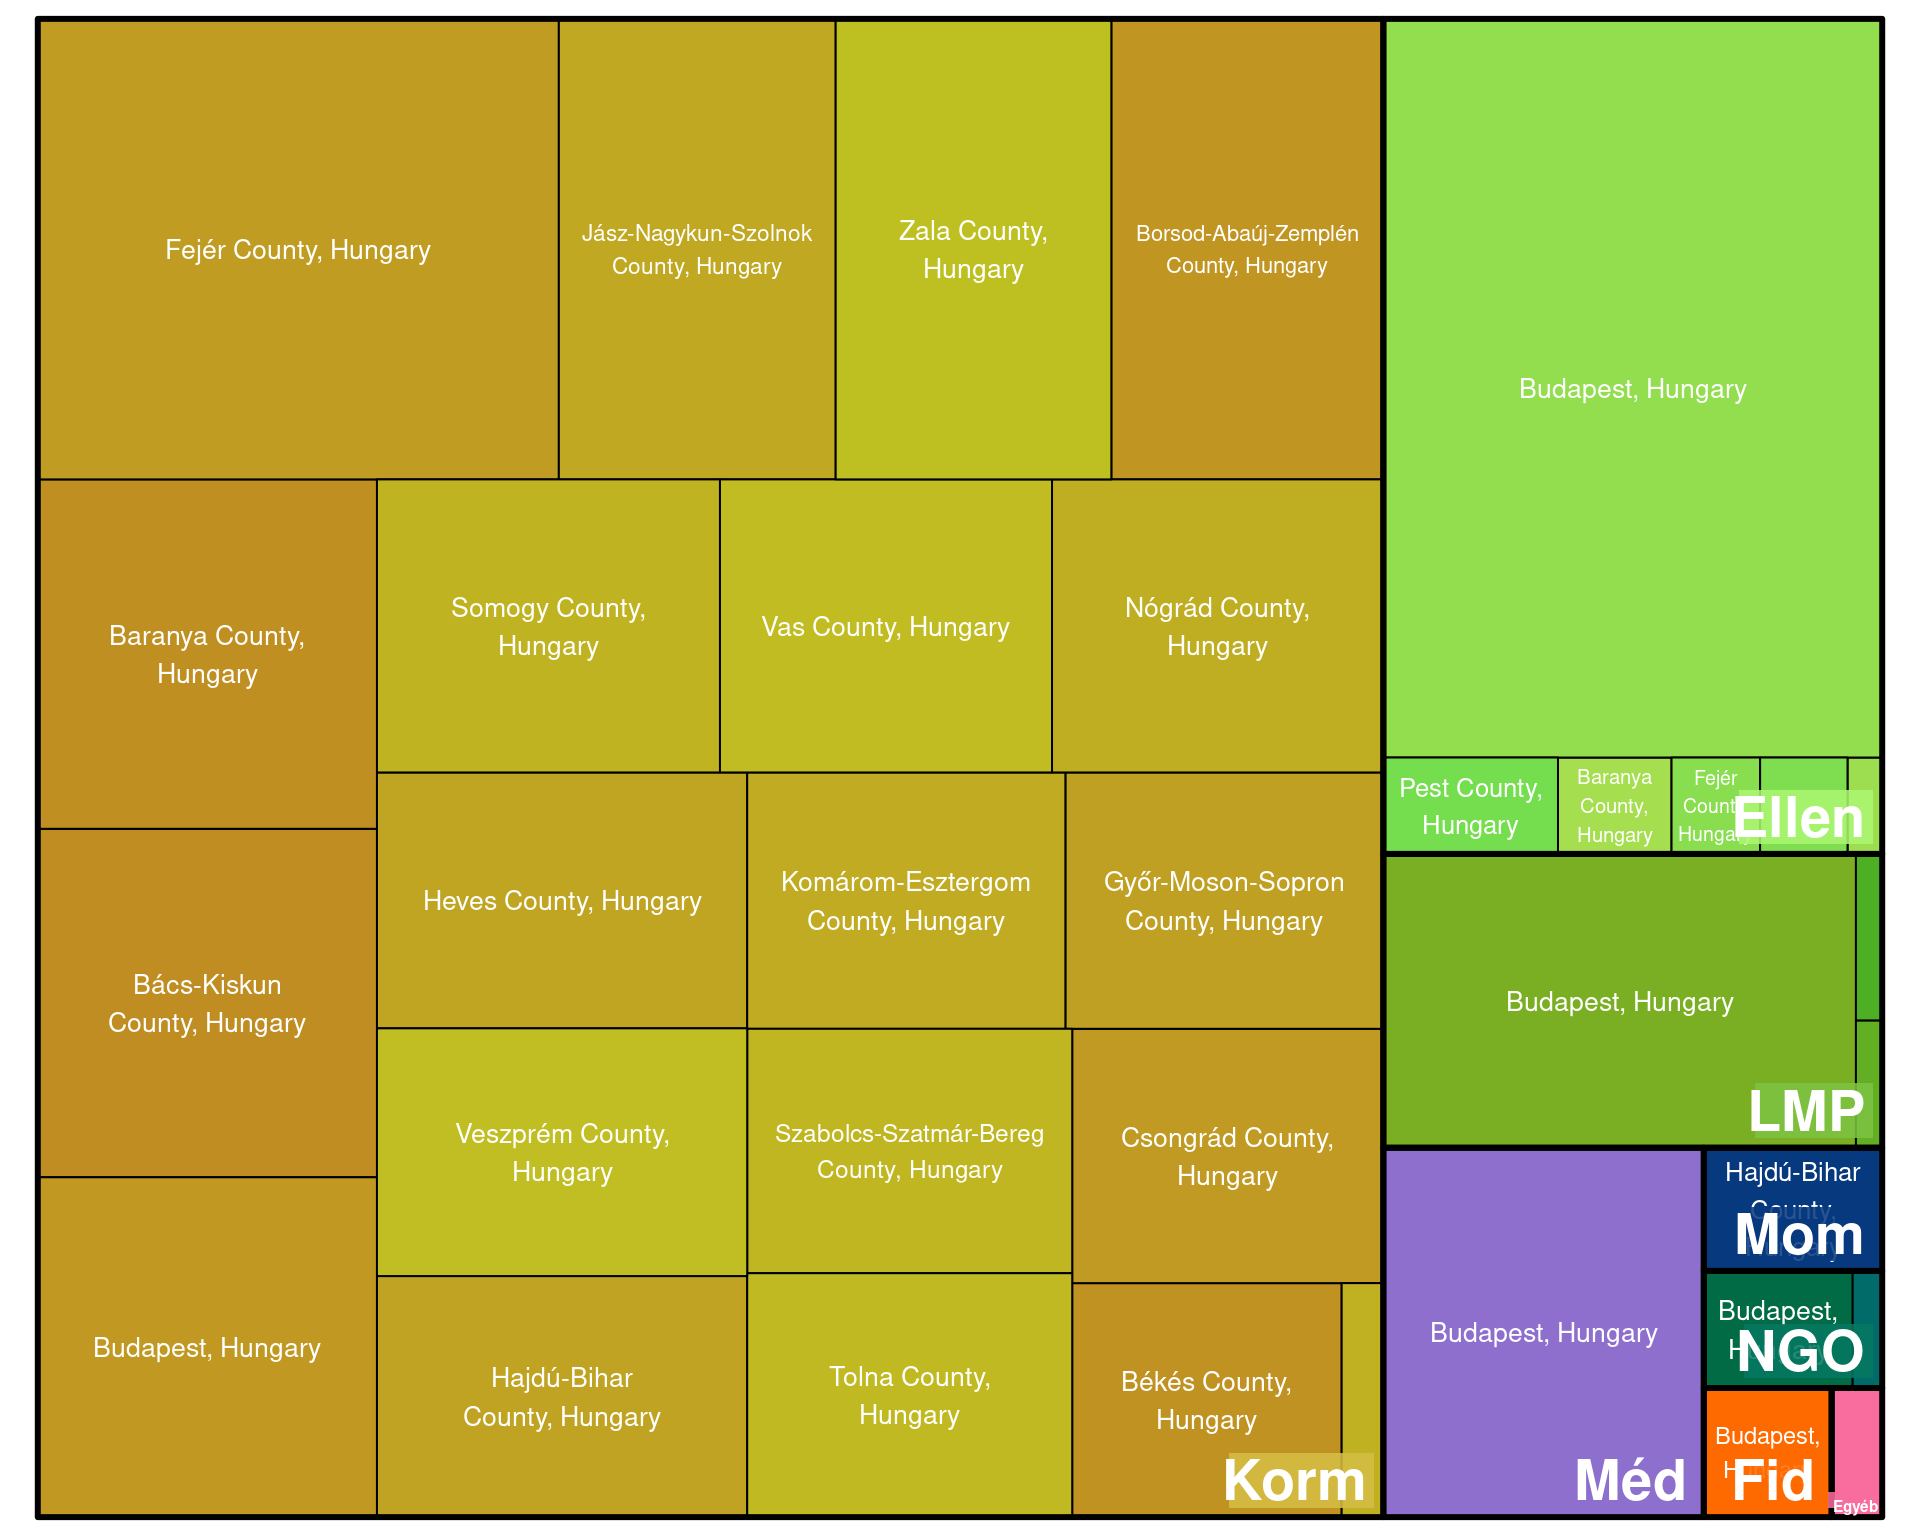 Fejér County, Hungary
Jász-Nagykun-Szolnok
County, Hungary
Zala County,
Hungary
Borsod-Abaúj-Zemplén
County, Hungary
Baranya County,
Hungary
Somogy County,
Hungary
Vas County, Hungary
Nógrád County,
Hungary
Bács-Kiskun
County, Hungary
Heves County, Hungary
Komárom-Esztergom
County, Hungary
Győr-Moson-Sopron
County, Hungary
Veszprém County,
Hungary
Szabolcs-Szatmár-Bereg
County, Hungary
Csongrád County,
Hungary
Budapest, Hungary
Hajdú-Bihar
County, Hungary
Tolna County,
Hungary
Békés County,
Hungary
Korm
Budapest, Hungary
Pest County,
Hungary
Baranya
County,
Hungary
Fejér
County,
Hungary
Ellen
Budapest, Hungary
LMP
Budapest, Hungary
Méd
Hajdú-Bihar
County,
Mom
Budapest,
NGO
Budapest,
Fid
Egyéb